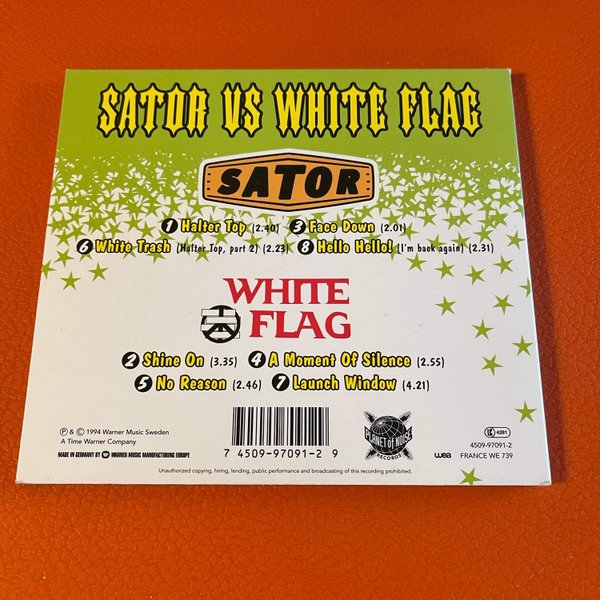 SATOR VS WHITE FLAG
SATOR
1 Halter Top (2.40) 3 Face Down (2.01)
6 White Trash (Halter Top, part 2) (2.23) 8 Hello Hello! (I'm back again) (2.31)
WHITE
FLAG
2 Shine On (3.35) 4 A Moment Of Silence (2.55)
5 No Reason (2.46) 7 Launch Window (4.21)
℗ & © 1994 Warner Music Sweden
A Time Warner Company
MADE IN GERMANY BY WARNER MUSIC MANUFACTURING EUROPE
7 45099-7091-2 9
PLANET of NOISE
RECORDS
LC 4281
4509-97091-2
wea FRANCE WE 739
Unauthorized copying, hiring, lending, public performance and broadcasting of this recording prohibited.